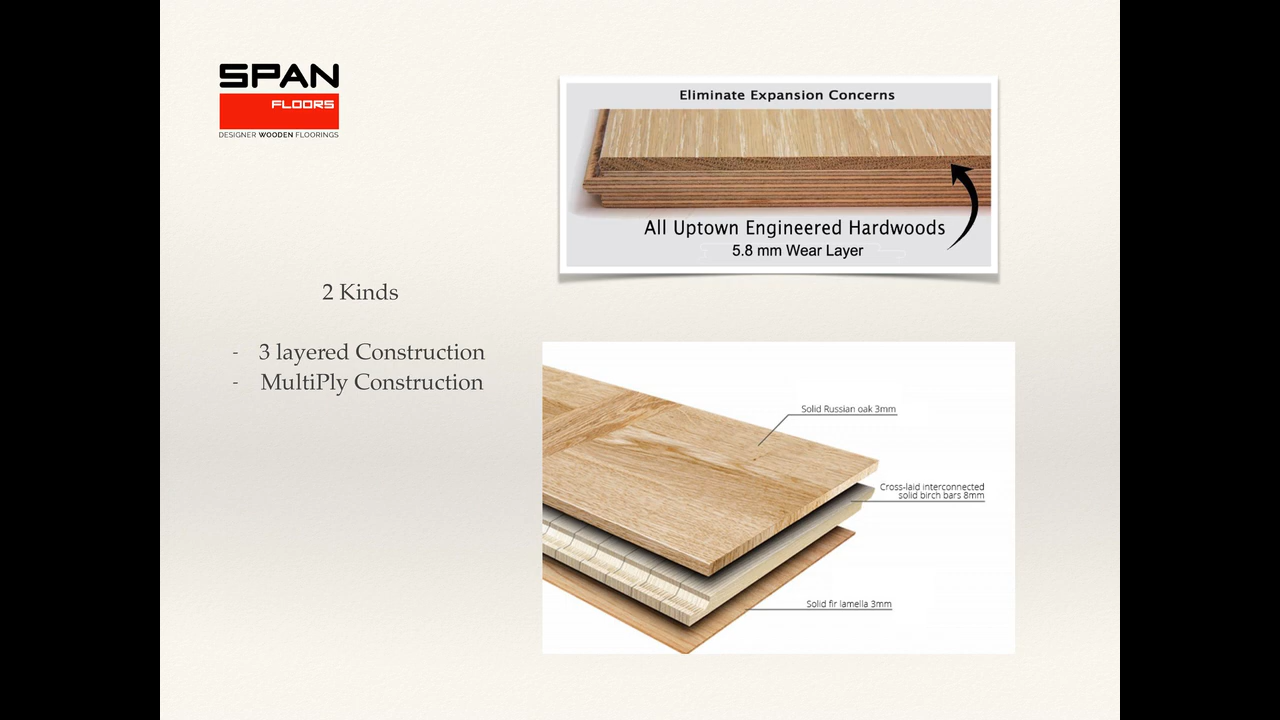 SPAN
FLOORS
DESIGNER WOODEN FLOORINGS
Eliminate Expansion Concerns
All Uptown Engineered Hardwoods
5.8 mm Wear Layer
2 Kinds
- 3 layered Construction
- MultiPly Construction
Solid Russian oak 3mm
Cross-laid interconnected
solid birch bars 8mm
Solid fir lamella 3mm